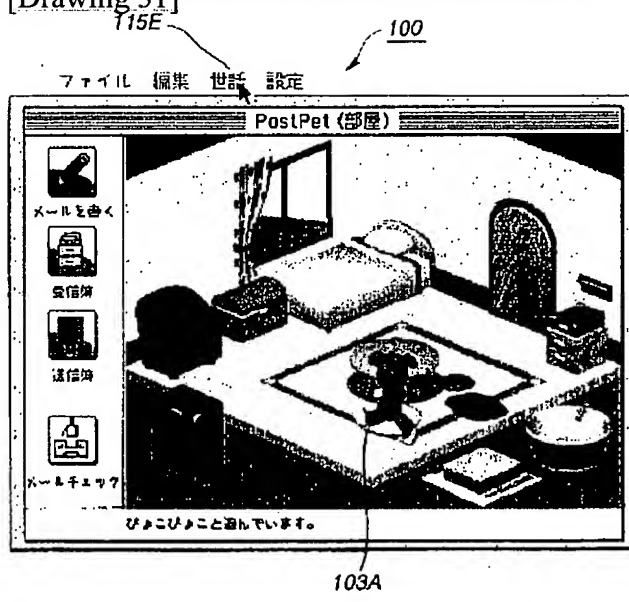 [Drawing 31]
115E
100
ファイル 編集 世話 設定
PostPet (部屋)
メールを書く
受信簿
送信簿
メールチェック
ぴょこぴょこと遊んでいます。
103A